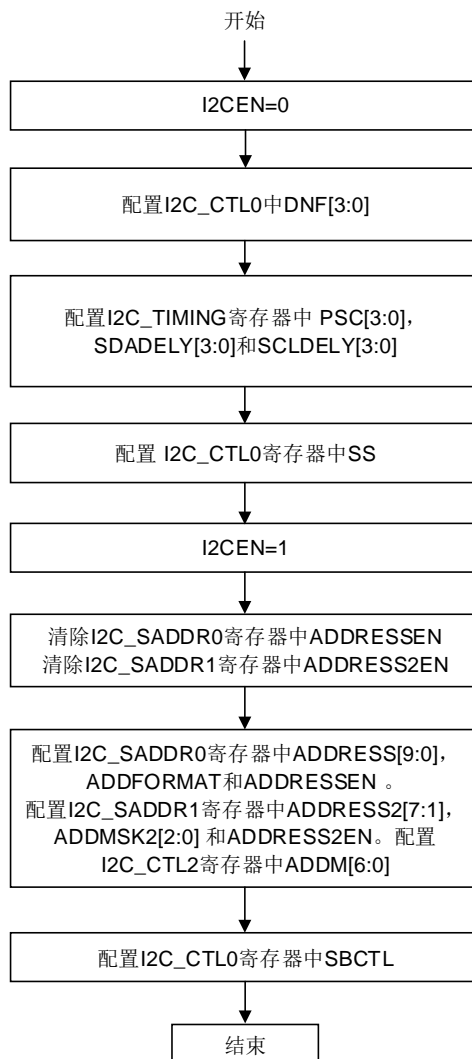 开始
I2CEN=0
配置I2C_CTL0中DNF[3:0]
配置I2C_TIMING寄存器中 PSC[3:0]，
SDADELY[3:0]和SCLDELY[3:0]
配置 I2C_CTL0寄存器中SS
I2CEN=1
清除I2C_SADDR0寄存器中ADDRESSEN
清除I2C_SADDR1寄存器中ADDRESS2EN
配置I2C_SADDR0寄存器中ADDRESS[9:0]，
ADDFORMAT和ADDRESSEN 。
配置I2C_SADDR1寄存器中ADDRESS2[7:1]，
ADDMSK2[2:0] 和ADDRESS2EN。配置
I2C_CTL2寄存器中ADDM[6:0]
配置I2C_CTL0寄存器中SBCTL
结束